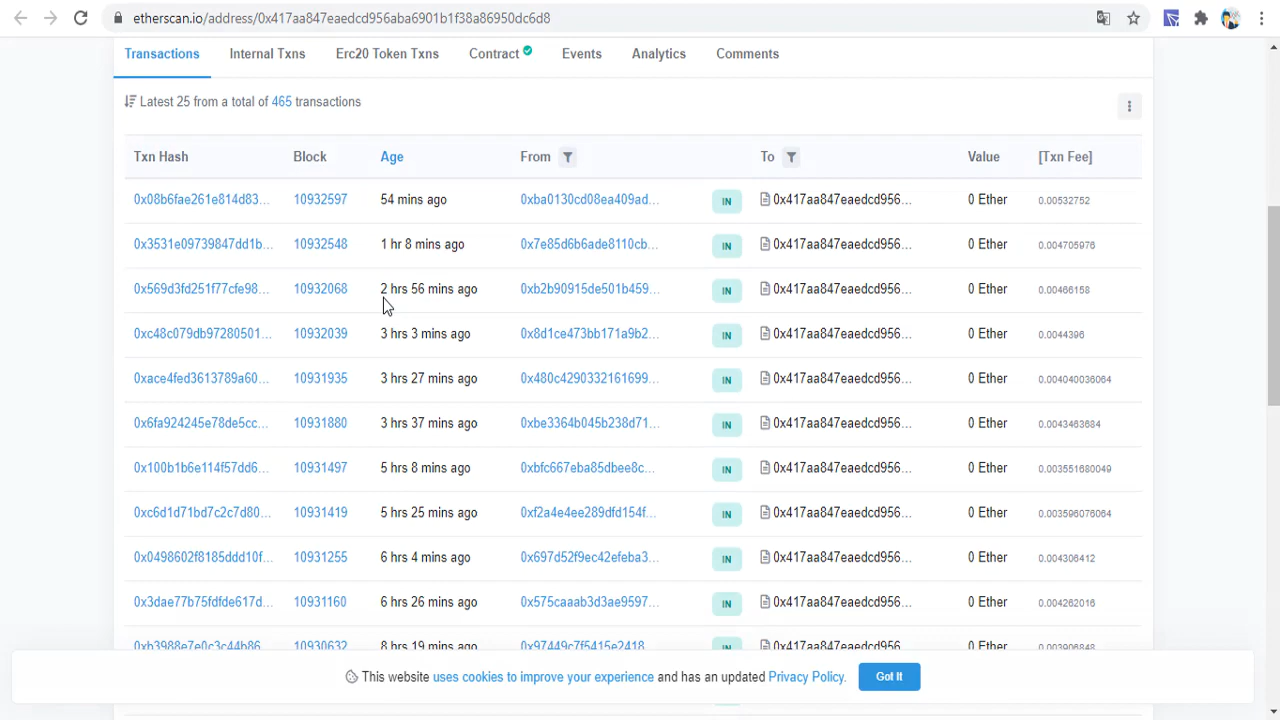 etherscan.io/address/0x417aa847eaedcd956aba6901b1f38a86950dc6d8
Transactions Internal Txns Erc20 Token Txns Contract Events Analytics Comments
Latest 25 from a total of 465 transactions
Txn Hash Block Age From To Value [Txn Fee]
0x08b6fae261e814d83... 10932597 54 mins ago 0xba0130cd08ea409ad... IN 0x417aa847eaedcd956... 0 Ether 0.00532752
0x3531e09739847dd1b... 10932548 1 hr 8 mins ago 0x7e85d6b6ade8110cb... IN 0x417aa847eaedcd956... 0 Ether 0.004705976
0x569d3fd251f77cfe98... 10932068 2 hrs 56 mins ago 0xb2b90915de501b459... IN 0x417aa847eaedcd956... 0 Ether 0.00466158
0xc48c079db97280501... 10932039 3 hrs 3 mins ago 0x8d1ce473bb171a9b2... IN 0x417aa847eaedcd956... 0 Ether 0.0044396
0xace4fed3613789a60... 10931935 3 hrs 27 mins ago 0x480c4290332161699... IN 0x417aa847eaedcd956... 0 Ether 0.004040036064
0x6fa924245e78de5cc... 10931880 3 hrs 37 mins ago 0xbe3364b045b238d71... IN 0x417aa847eaedcd956... 0 Ether 0.0043463684
0x100b1b6e114f57dd6... 10931497 5 hrs 8 mins ago 0xbfc667eba85dbee8c... IN 0x417aa847eaedcd956... 0 Ether 0.003551680049
0xc6d1d71bd7c2c7d80... 10931419 5 hrs 25 mins ago 0xf2a4e4ee289dfd154f... IN 0x417aa847eaedcd956... 0 Ether 0.003596076064
0x0498602f8185ddd10f... 10931255 6 hrs 4 mins ago 0x697d52f9ec42efeba3... IN 0x417aa847eaedcd956... 0 Ether 0.004306412
0x3dae77b75fdfde617d... 10931160 6 hrs 26 mins ago 0x575caaab3d3ae9597... IN 0x417aa847eaedcd956... 0 Ether 0.004262016
0xb3988e7e0c3c44b86... 10930632 8 hrs 19 mins ago 0x97449c7f5415e2418... IN 0x417aa847eaedcd956... 0 Ether 0.003906848
This website uses cookies to improve your experience and has an updated Privacy Policy. Got It